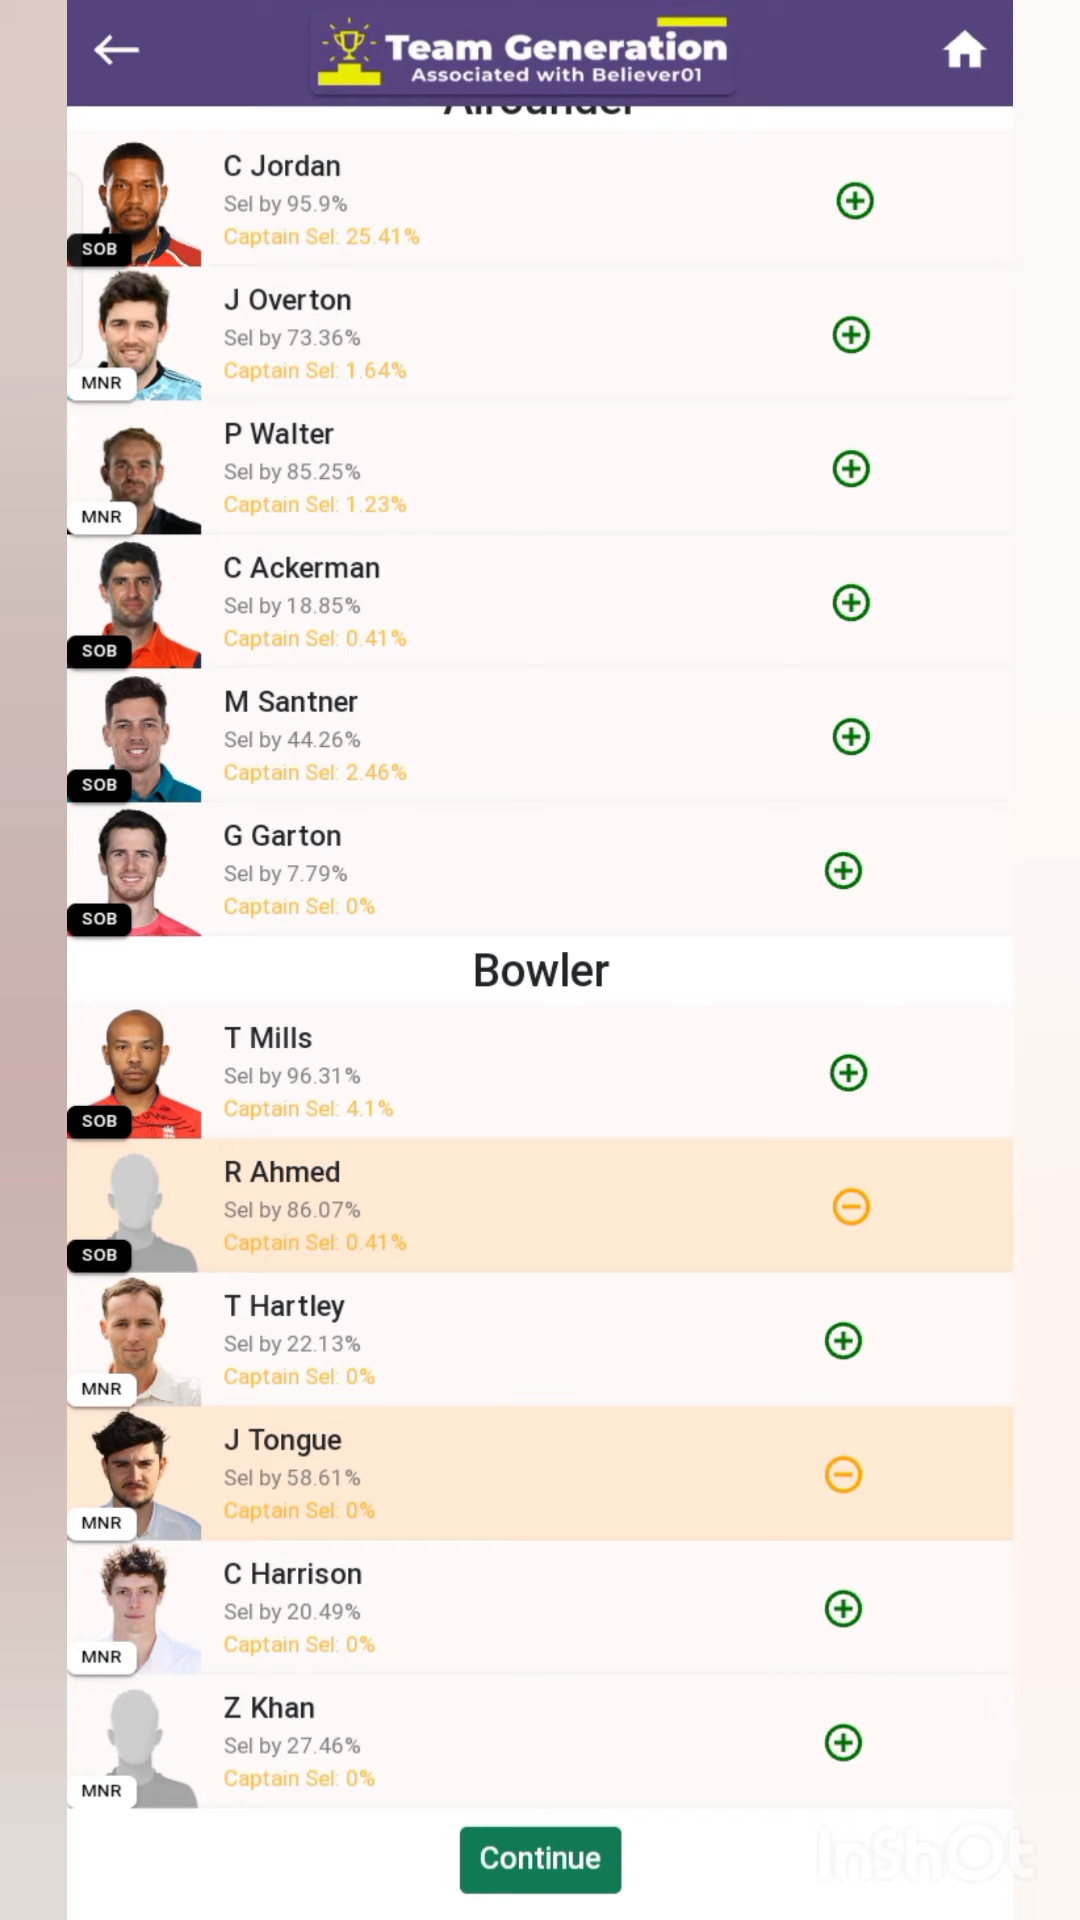 Team Generation
Associated with Believer01
Allrounder
C Jordan
Sel by 95.9%
Captain Sel: 25.41%
SOB
J Overton
Sel by 73.36%
Captain Sel: 1.64%
MNR
P Walter
Sel by 85.25%
Captain Sel: 1.23%
MNR
C Ackerman
Sel by 18.85%
Captain Sel: 0.41%
SOB
M Santner
Sel by 44.26%
Captain Sel: 2.46%
SOB
G Garton
Sel by 7.79%
Captain Sel: 0%
SOB
Bowler
T Mills
Sel by 96.31%
Captain Sel: 4.1%
SOB
R Ahmed
Sel by 86.07%
Captain Sel: 0.41%
SOB
T Hartley
Sel by 22.13%
Captain Sel: 0%
MNR
J Tongue
Sel by 58.61%
Captain Sel: 0%
MNR
C Harrison
Sel by 20.49%
Captain Sel: 0%
MNR
Z Khan
Sel by 27.46%
Captain Sel: 0%
MNR
Continue
InShOt